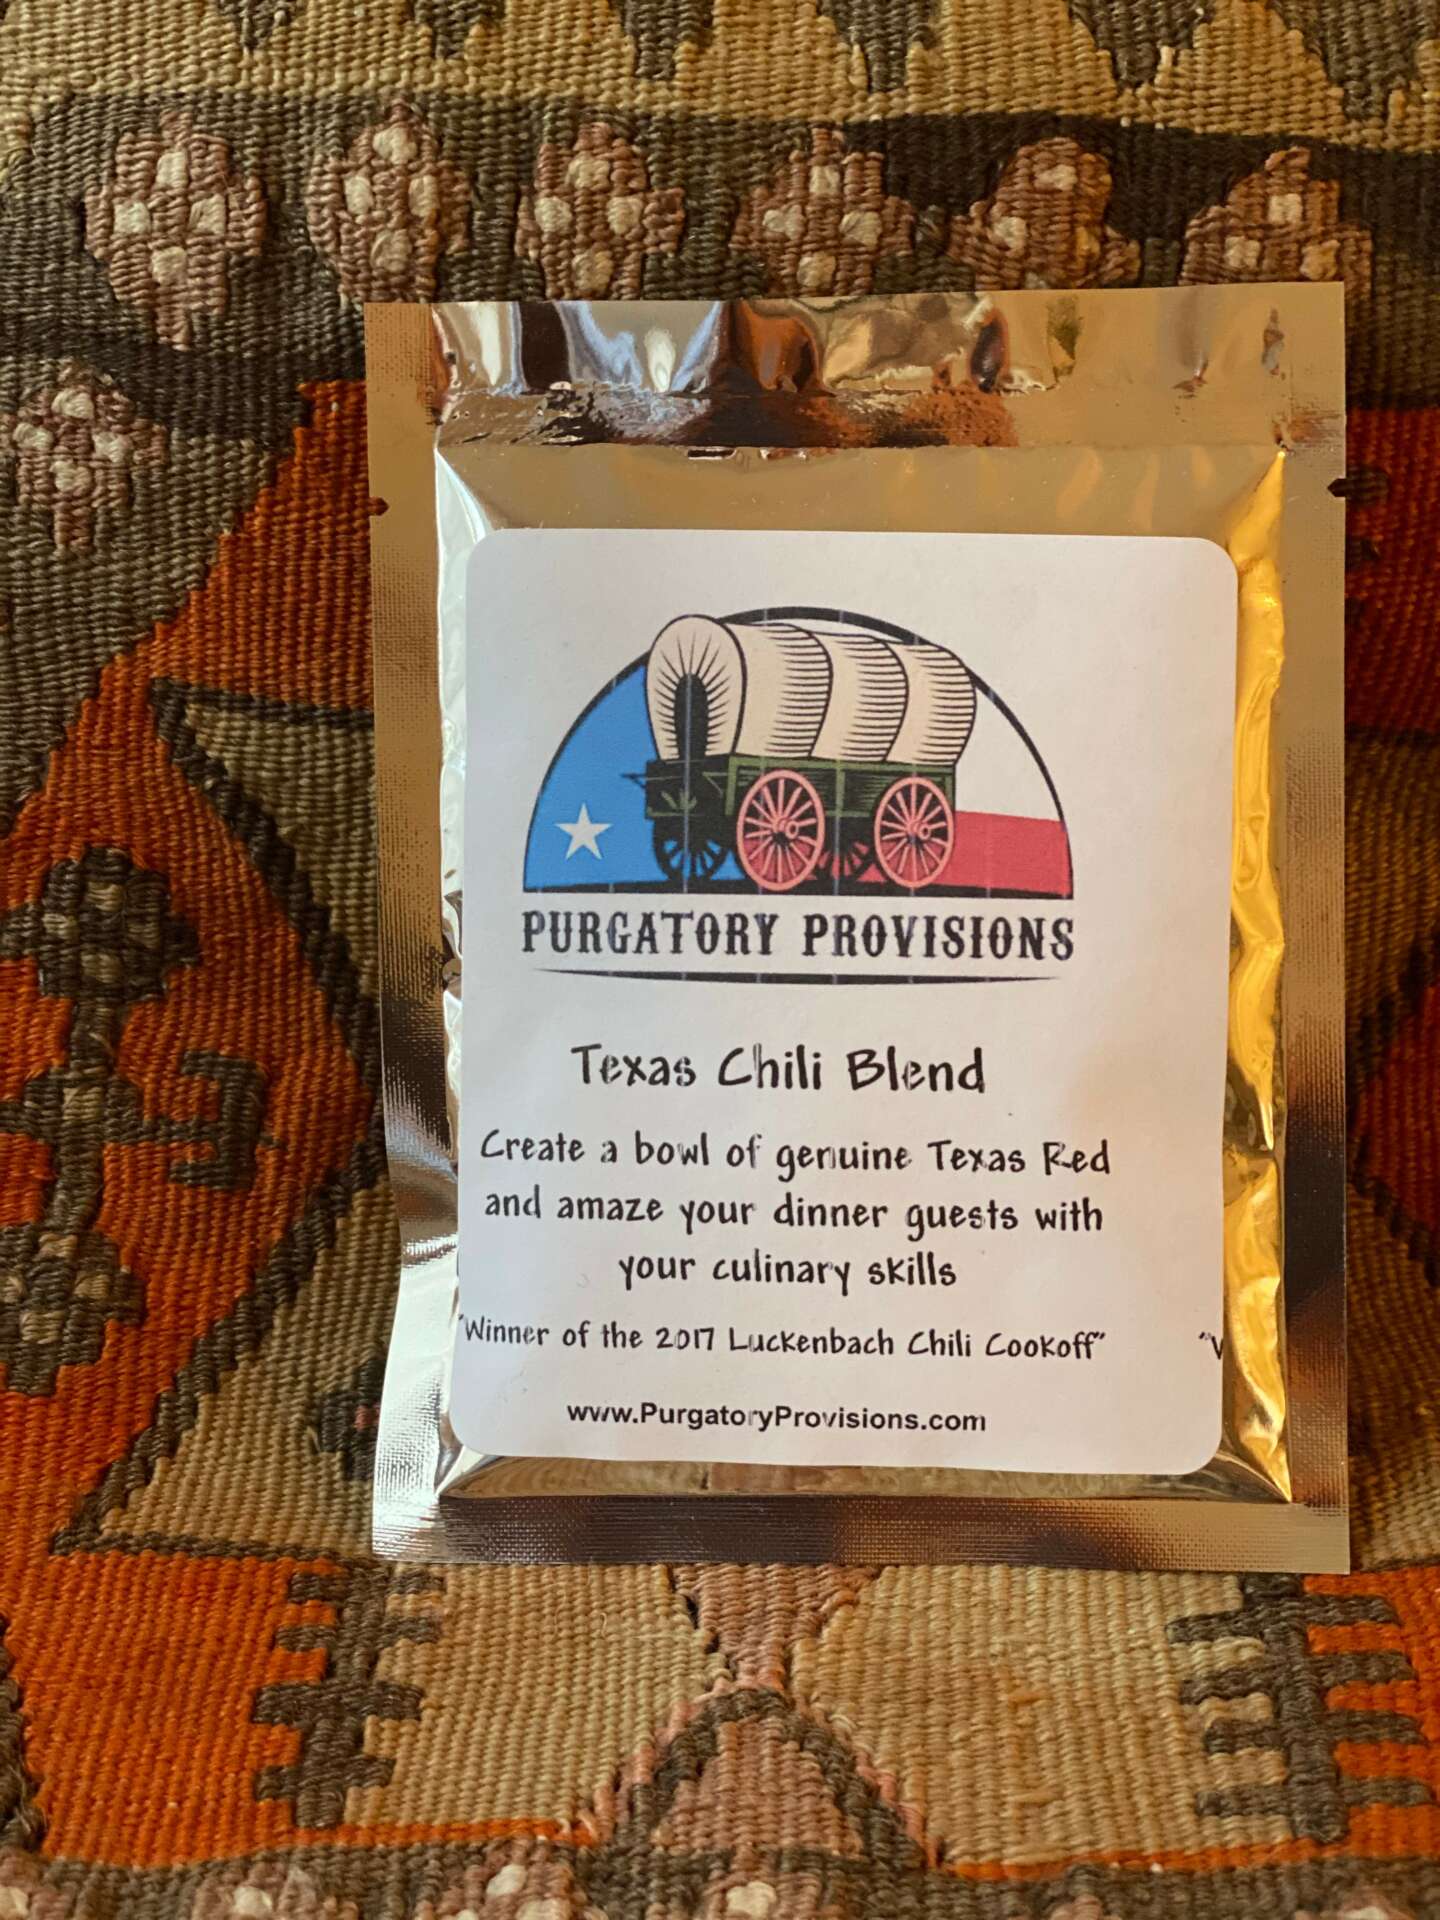 PURGATORY PROVISIONS
Texas Chili Blend
Create a bowl of genuine Texas Red
and amaze your dinner guests with
your culinary skills
"Winner of the 2017 Luckenbach Chili Cookoff" "W
www.PurgatoryProvisions.com